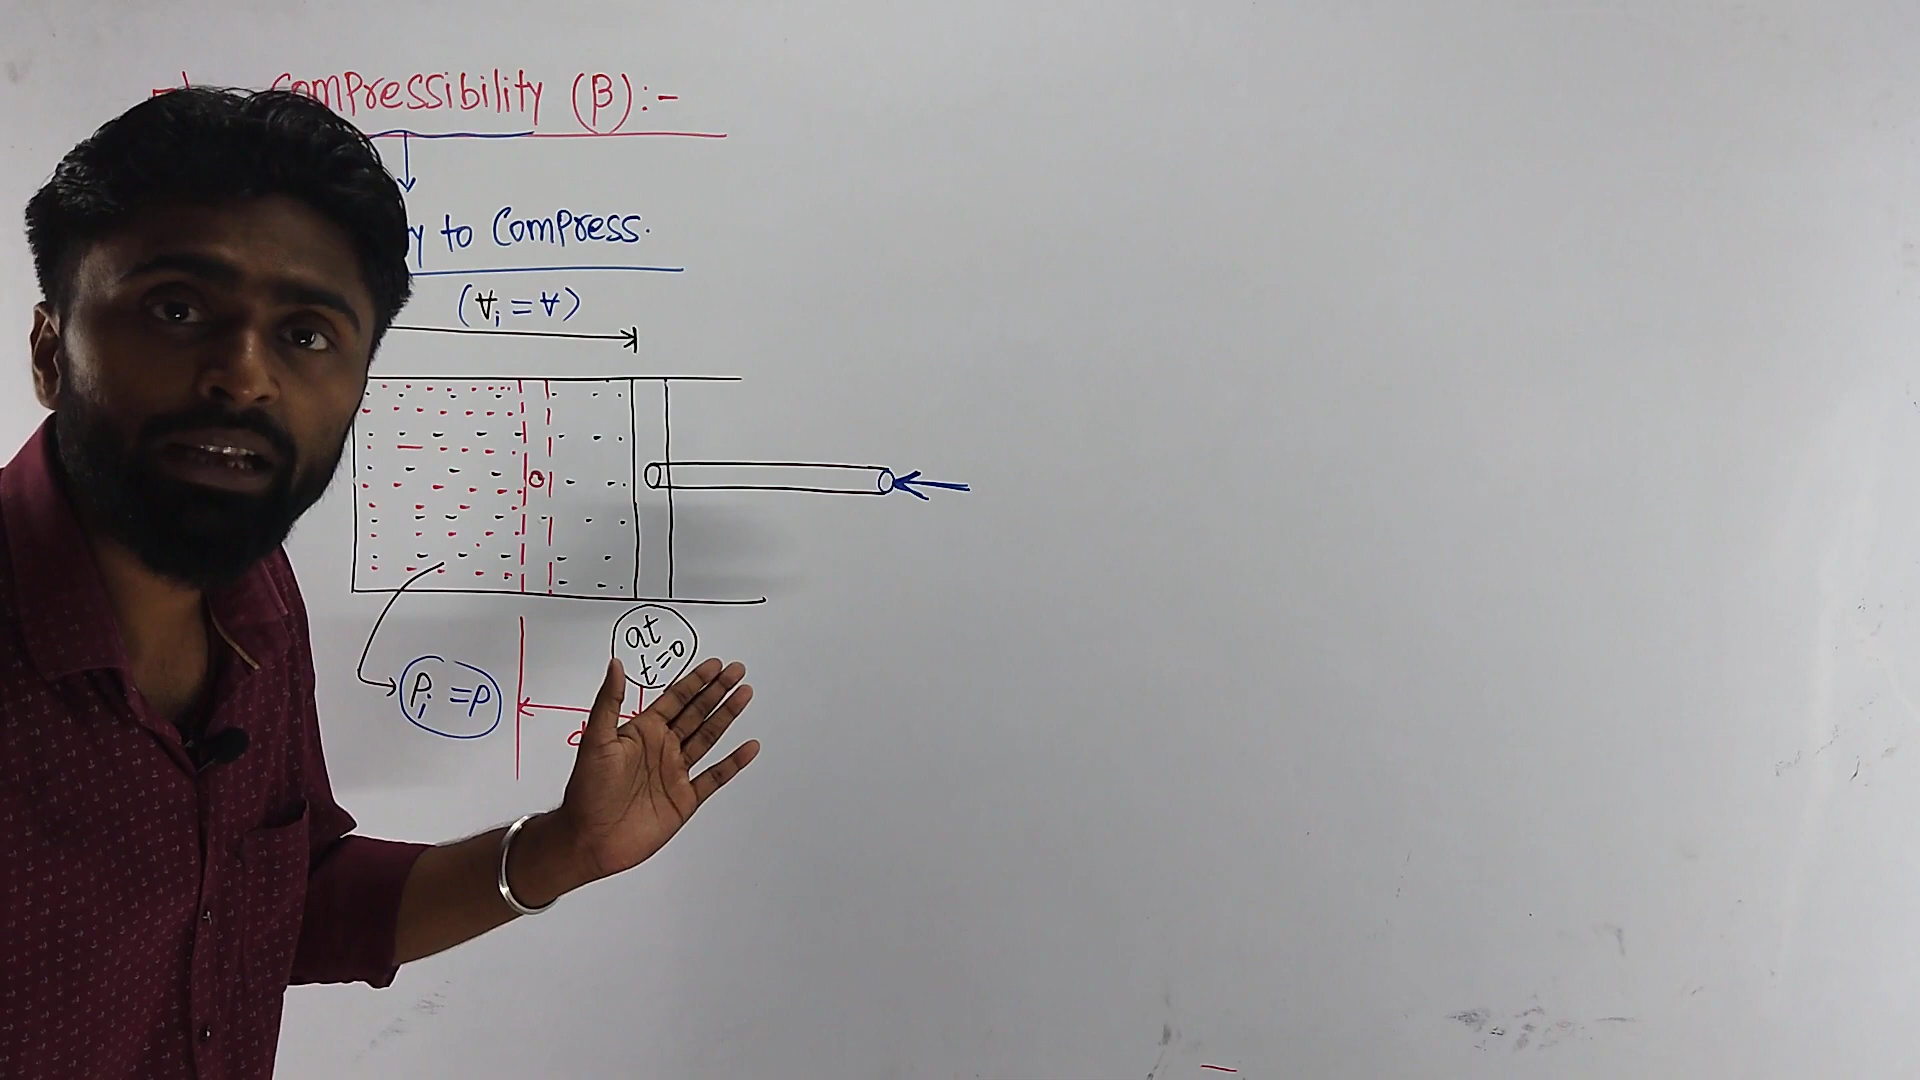 Compressibility (β):-
to Compress.
(∀i = ∀)
at
t=0
Pi = P